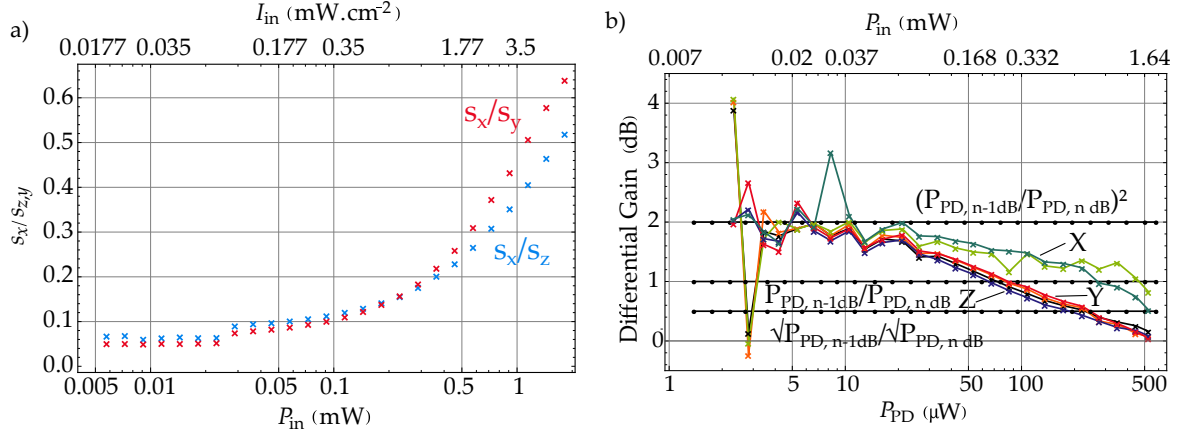 a)
I_in (mW.cm⁻²)
0.0177 0.035 0.177 0.35 1.77 3.5
s_x/s_z,y
0.6
0.5
0.4
0.3
0.2
0.1
0.0
s_x/s_y
s_x/s_z
0.005 0.01 0.05 0.1 0.5 1
P_in (mW)
b)
P_in (mW)
0.007 0.02 0.037 0.168 0.332 1.64
Differential Gain (dB)
4
3
2
1
0
(P_PD, n-1dB/P_PD, n dB)²
X
P_PD, n-1dB/P_PD, n dB
Z
Y
√P_PD, n-1dB/√P_PD, n dB
1 5 10 50 100 500
P_PD (μW)